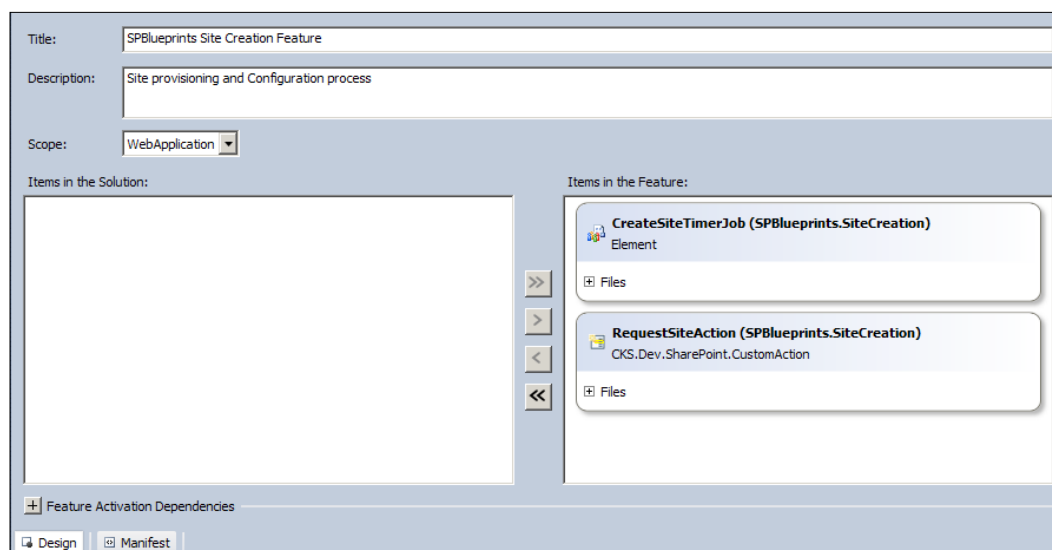 Title:
SPBlueprints Site Creation Feature
Description:
Site provisioning and Configuration process
Scope:
WebApplication
Items in the Solution:
Items in the Feature:
CreateSiteTimerJob (SPBlueprints.SiteCreation)
Element
Files
RequestSiteAction (SPBlueprints.SiteCreation)
CKS.Dev.SharePoint.CustomAction
Files
Feature Activation Dependencies
Design
Manifest